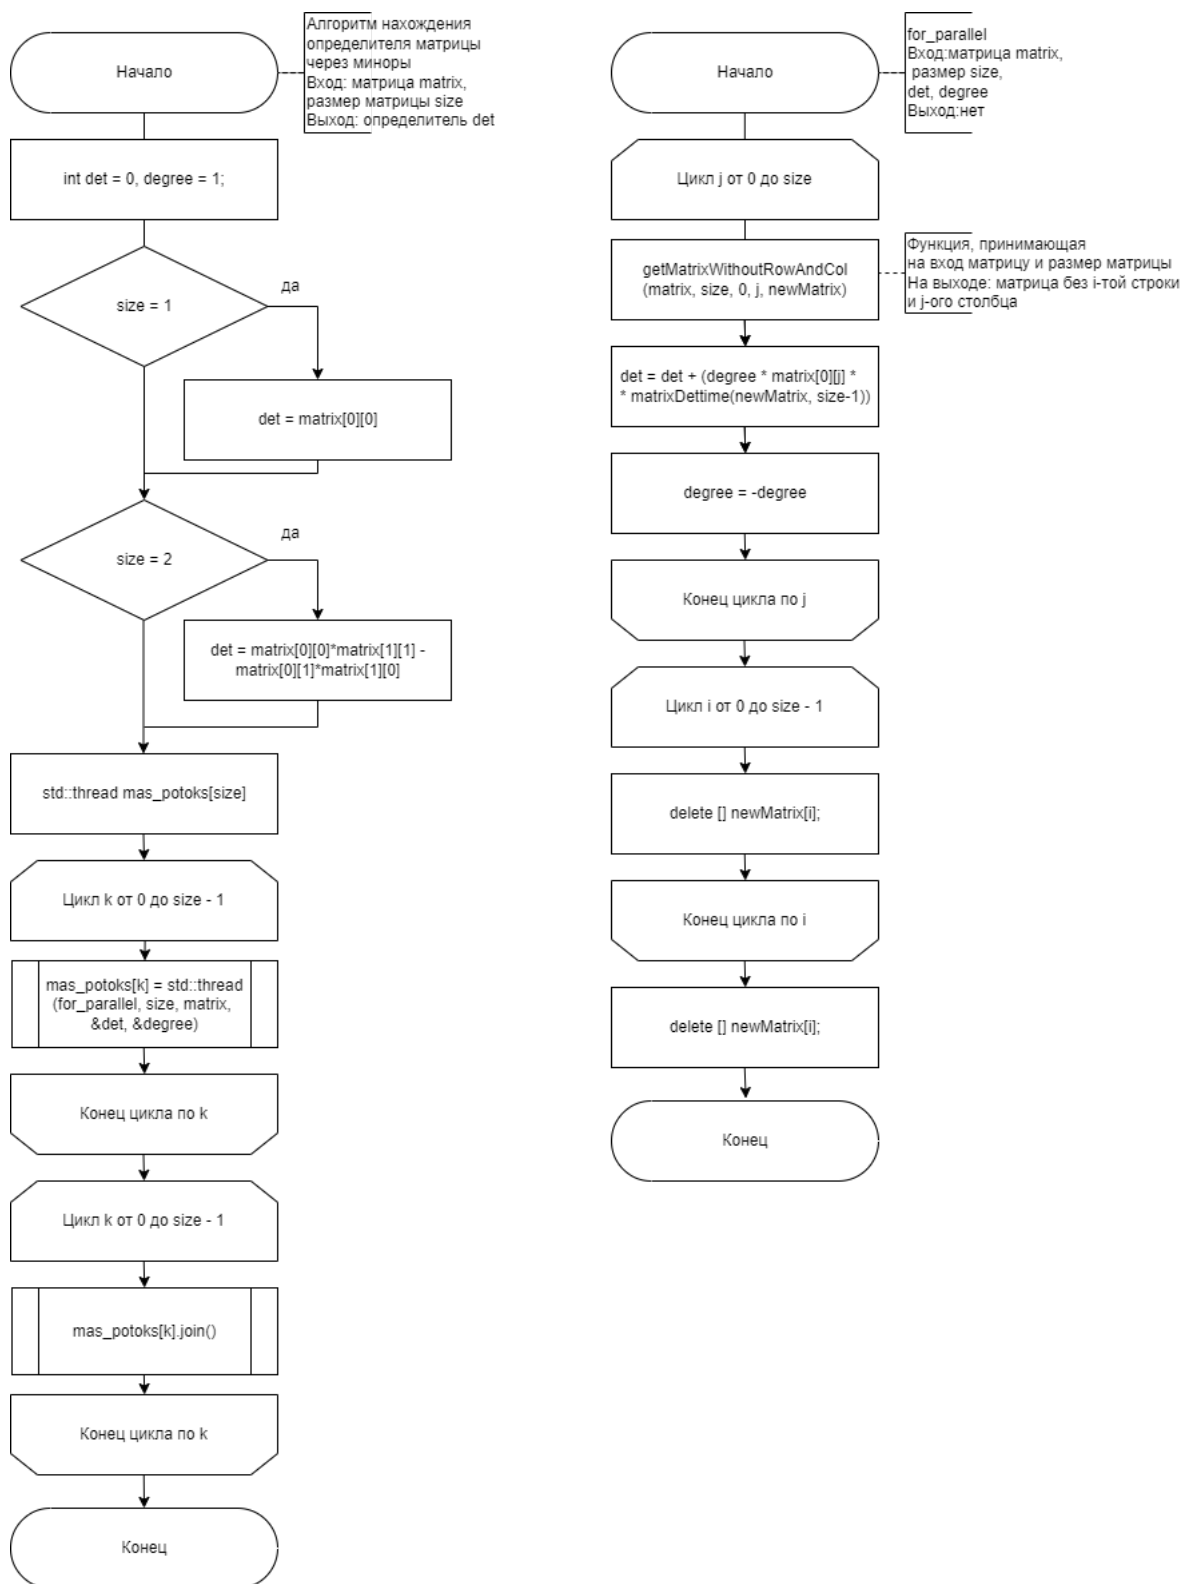 Алгоритм нахождения
определителя матрицы
через миноры
Вход: матрица matrix,
размер матрицы size
Выход: определитель det
Начало
int det = 0, degree = 1;
size = 1
да
det = matrix[0][0]
size = 2
да
det = matrix[0][0]*matrix[1][1] -
matrix[0][1]*matrix[1][0]
std::thread mas_potoks[size]
Цикл k от 0 до size - 1
mas_potoks[k] = std::thread
(for_parallel, size, matrix,
&det, &degree)
Конец цикла по k
Цикл k от 0 до size - 1
mas_potoks[k].join()
Конец цикла по k
Конец
for_parallel
Вход:матрица matrix,
размер size,
det, degree
Выход:нет
Начало
Цикл j от 0 до size
getMatrixWithoutRowAndCol
(matrix, size, 0, j, newMatrix)
Функция, принимающая
на вход матрицу и размер матрицы
На выходе: матрица без i-той строки
и j-ого столбца
det = det + (degree * matrix[0][j] *
* matrixDettime(newMatrix, size-1))
degree = -degree
Конец цикла по j
Цикл i от 0 до size - 1
delete [] newMatrix[i];
Конец цикла по i
delete [] newMatrix[i];
Конец